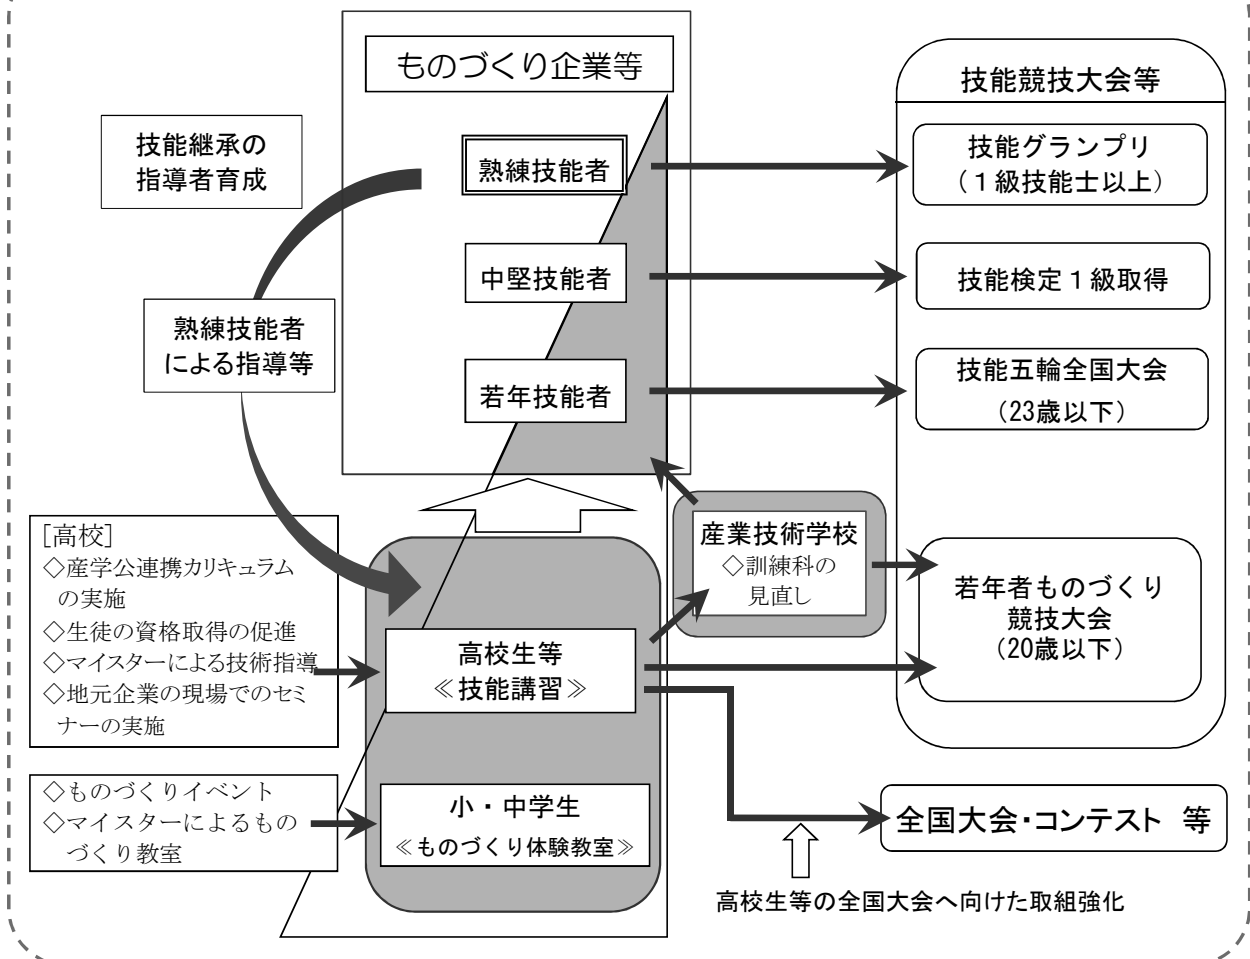 ものづくり企業等
技能継承の
指導者育成
熟練技能者
中堅技能者
若年技能者
熟練技能者
による指導等
技能競技大会等
技能グランプリ
(1級技能士以上)
技能検定1級取得
技能五輪全国大会
(23歳以下)
[高校]
◇産学公連携カリキュラム
の実施
◇生徒の資格取得の促進
◇マイスターによる技術指導
◇地元企業の現場でのセミ
ナーの実施
高校生等
≪技能講習≫
産業技術学校
◇訓練科の
見直し
若年者ものづくり
競技大会
(20歳以下)
◇ものづくりイベント
◇マイスターによるもの
づくり教室
小・中学生
≪ものづくり体験教室≫
全国大会・コンテスト 等
高校生等の全国大会へ向けた取組強化